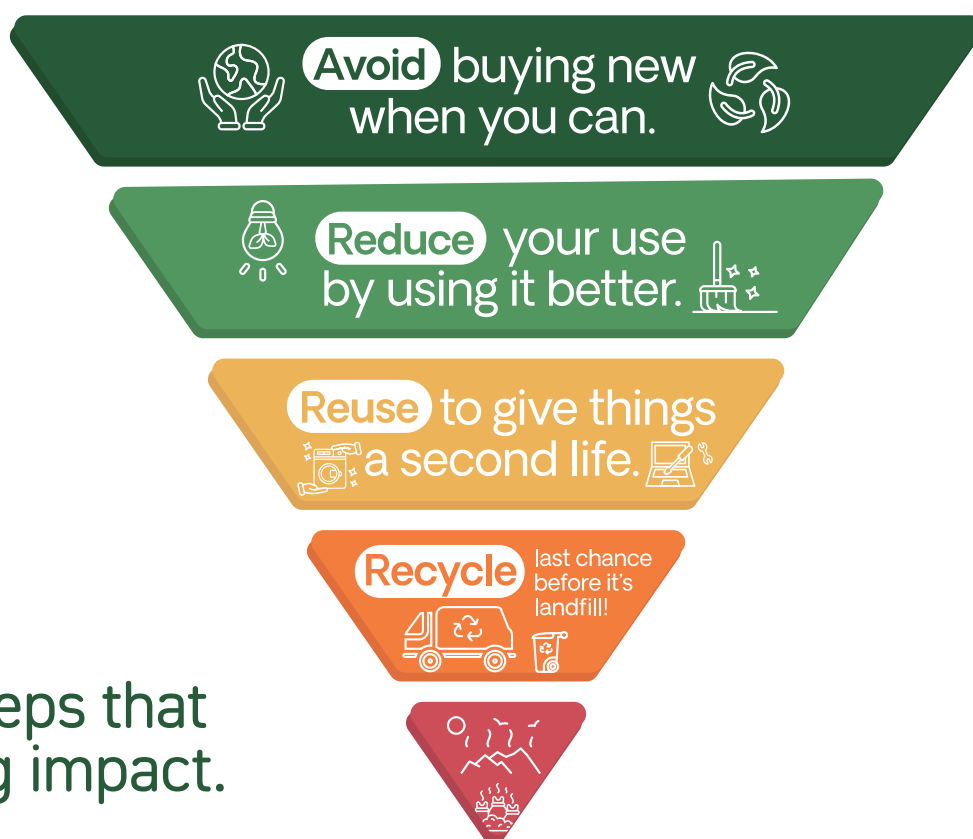 Avoid buying new
when you can.
Reduce your use
by using it better.
Reuse to give things
a second life.
Recycle last chance
before it's
landfill!
eps that
g impact.